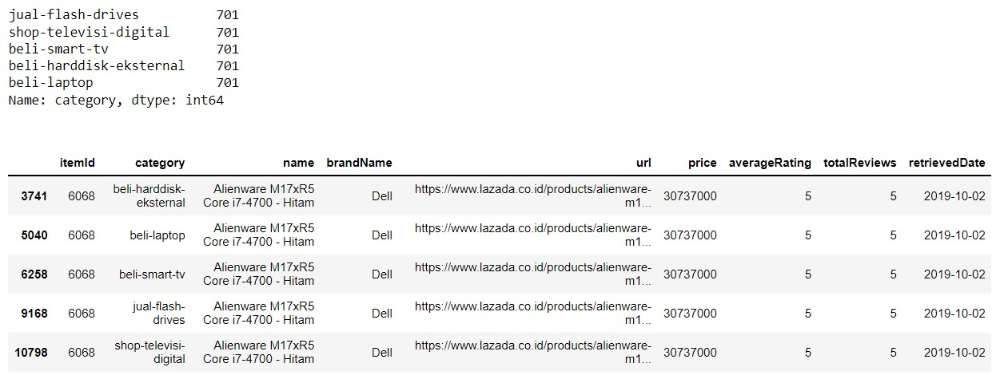 jual-flash-drives 701
shop-televisi-digital 701
beli-smart-tv 701
beli-harddisk-eksternal 701
beli-laptop 701
Name: category, dtype: int64
itemId category name brandName url price averageRating totalReviews retrievedDate
3741 6068 beli-harddisk-eksternal Alienware M17xR5 Core i7-4700 - Hitam Dell https://www.lazada.co.id/products/alienware-m1... 30737000 5 5 2019-10-02
5040 6068 beli-laptop Alienware M17xR5 Core i7-4700 - Hitam Dell https://www.lazada.co.id/products/alienware-m1... 30737000 5 5 2019-10-02
6258 6068 beli-smart-tv Alienware M17xR5 Core i7-4700 - Hitam Dell https://www.lazada.co.id/products/alienware-m1... 30737000 5 5 2019-10-02
9168 6068 jual-flash-drives Alienware M17xR5 Core i7-4700 - Hitam Dell https://www.lazada.co.id/products/alienware-m1... 30737000 5 5 2019-10-02
10798 6068 shop-televisi-digital Alienware M17xR5 Core i7-4700 - Hitam Dell https://www.lazada.co.id/products/alienware-m1... 30737000 5 5 2019-10-02